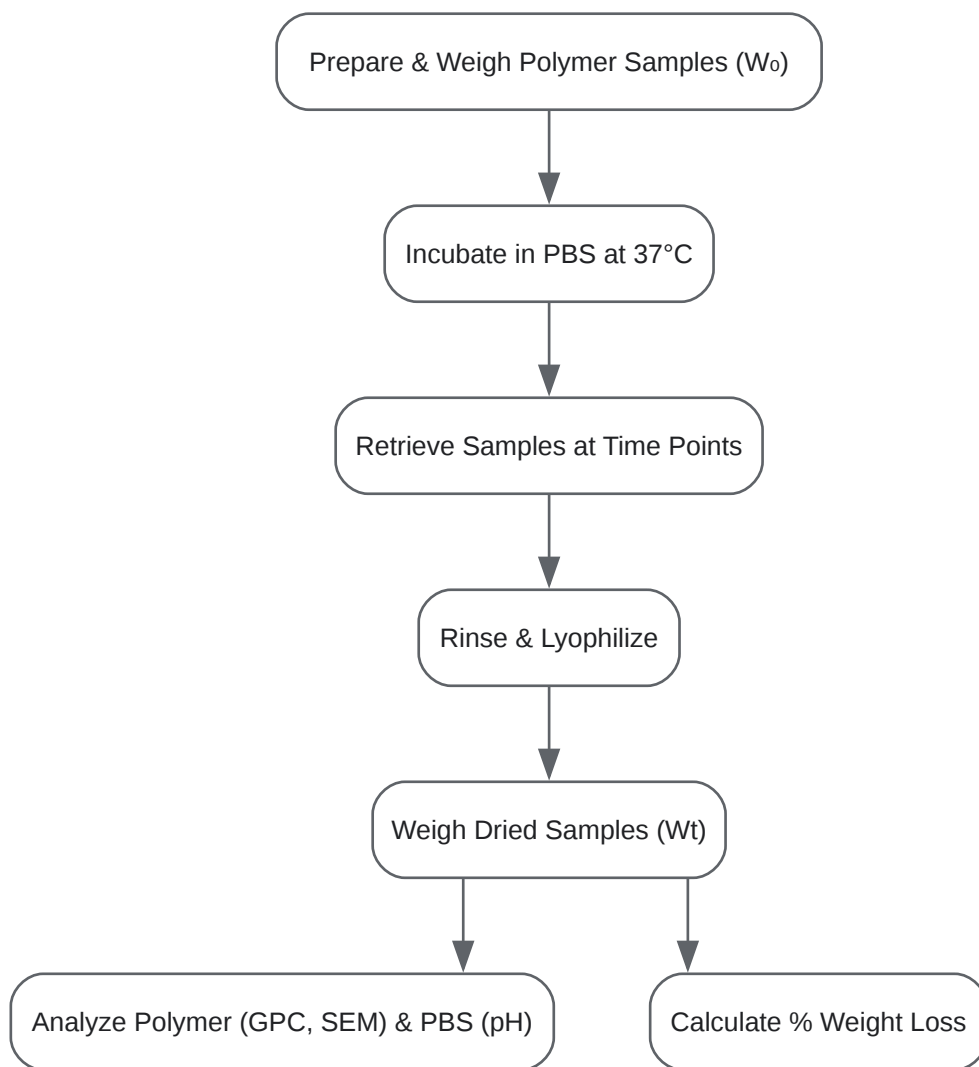 Prepare & Weigh Polymer Samples (W₀)
Incubate in PBS at 37°C
Retrieve Samples at Time Points
Rinse & Lyophilize
Weigh Dried Samples (Wt)
Analyze Polymer (GPC, SEM) & PBS (pH)
Calculate % Weight Loss